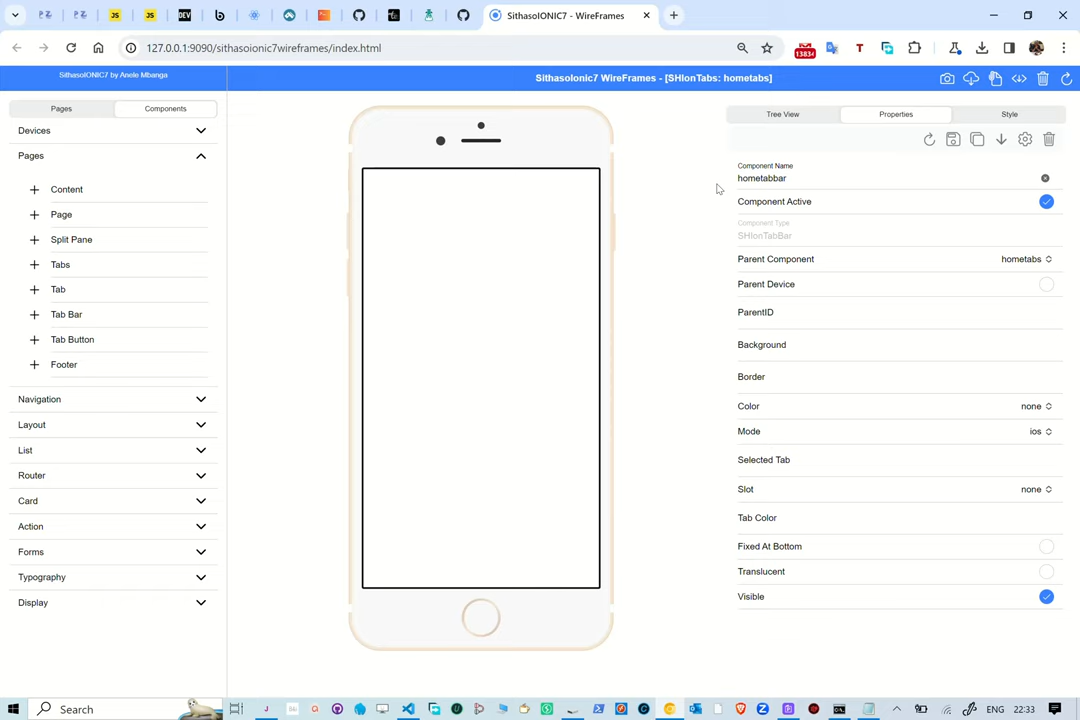 SithasoIONIC7 - WireFrames
127.0.0.1:9090/sithasoionic7wireframes/index.html
13834
SithasoIONIC7 by Anele Mbanga
SithasoIonic7 WireFrames - [SHIonTabs: hometabs]
Pages
Components
Devices
Pages
Content
Page
Split Pane
Tabs
Tab
Tab Bar
Tab Button
Footer
Navigation
Layout
List
Router
Card
Action
Forms
Typography
Display
Tree View
Properties
Style
Component Name
hometabbar
Component Active
Component Type
SHIonTabBar
Parent Component hometabs
Parent Device
ParentID
Background
Border
Color none
Mode ios
Selected Tab
Slot none
Tab Color
Fixed At Bottom
Translucent
Visible
Search
ENG 22:33